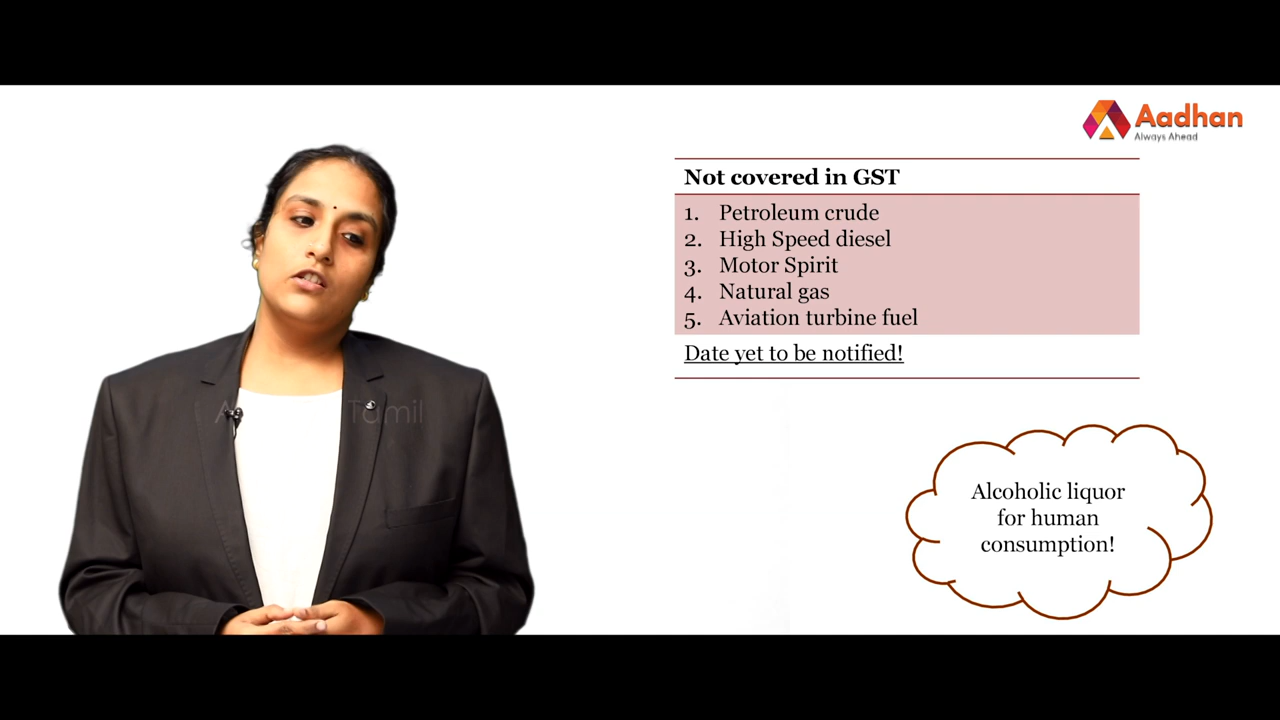 Aadhan
Always Ahead
Not covered in GST
1. Petroleum crude
2. High Speed diesel
3. Motor Spirit
4. Natural gas
5. Aviation turbine fuel
Date yet to be notified!
Tamil
Alcoholic liquor
for human
consumption!